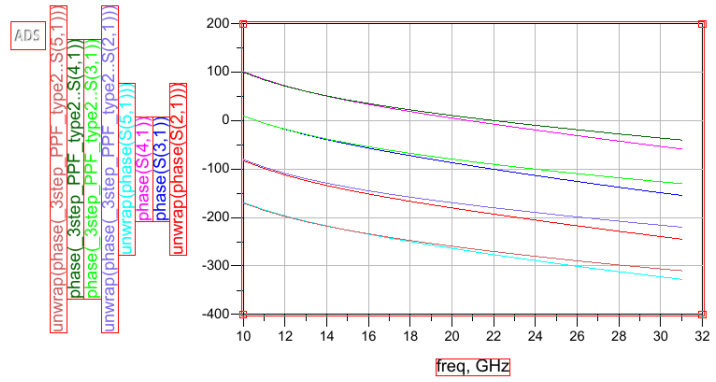 ADS
unwrap(phase(_3step_PPF_type2..S(5,1)))
phase(_3step_PPF_type2..S(4,1))
phase(_3step_PPF_type2..S(3,1))
unwrap(phase(_3step_PPF_type2..S(2,1)))
unwrap(phase(S(5,1)))
phase(S(4,1))
phase(S(3,1))
unwrap(phase(S(2,1)))
200
100
0
-100
-200
-300
-400
10 12 14 16 18 20 22 24 26 28 30 32
freq, GHz